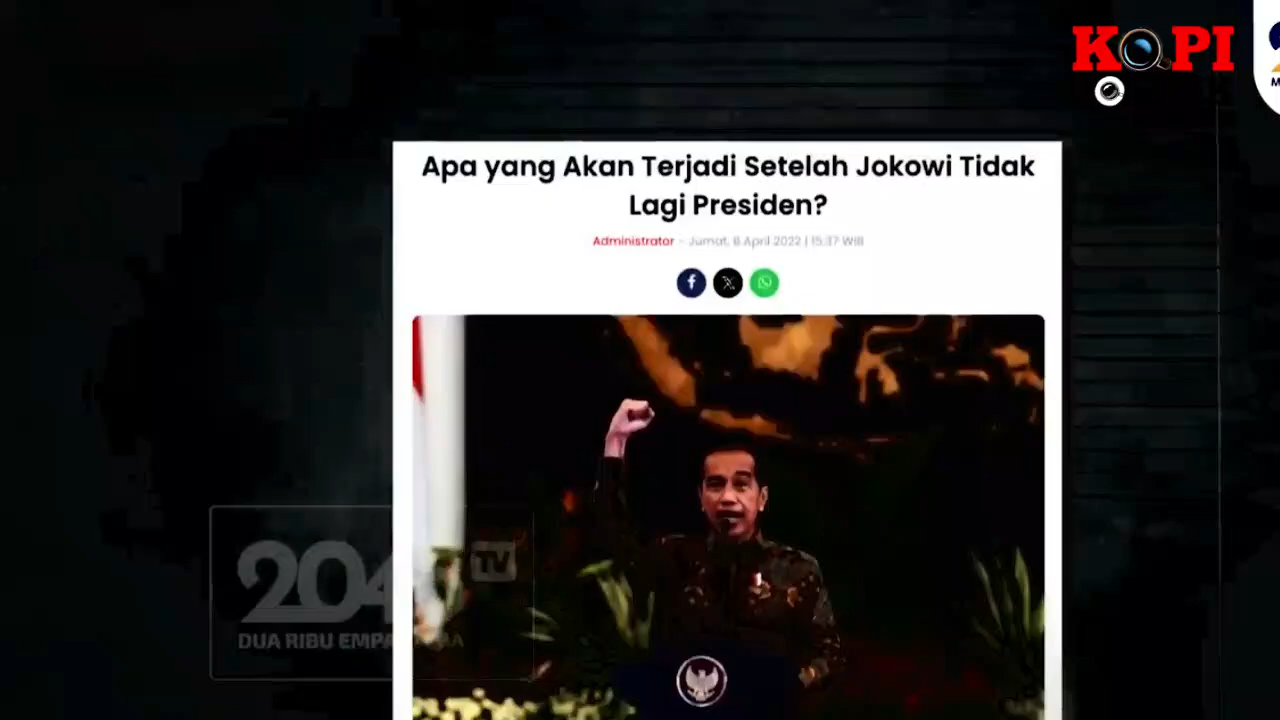 KOPI
Apa yang Akan Terjadi Setelah Jokowi Tidak
Lagi Presiden?
Administrator - Jumat, 8 April 2022 | 15:37 WIB
204
TV
DUA RIBU EMPA